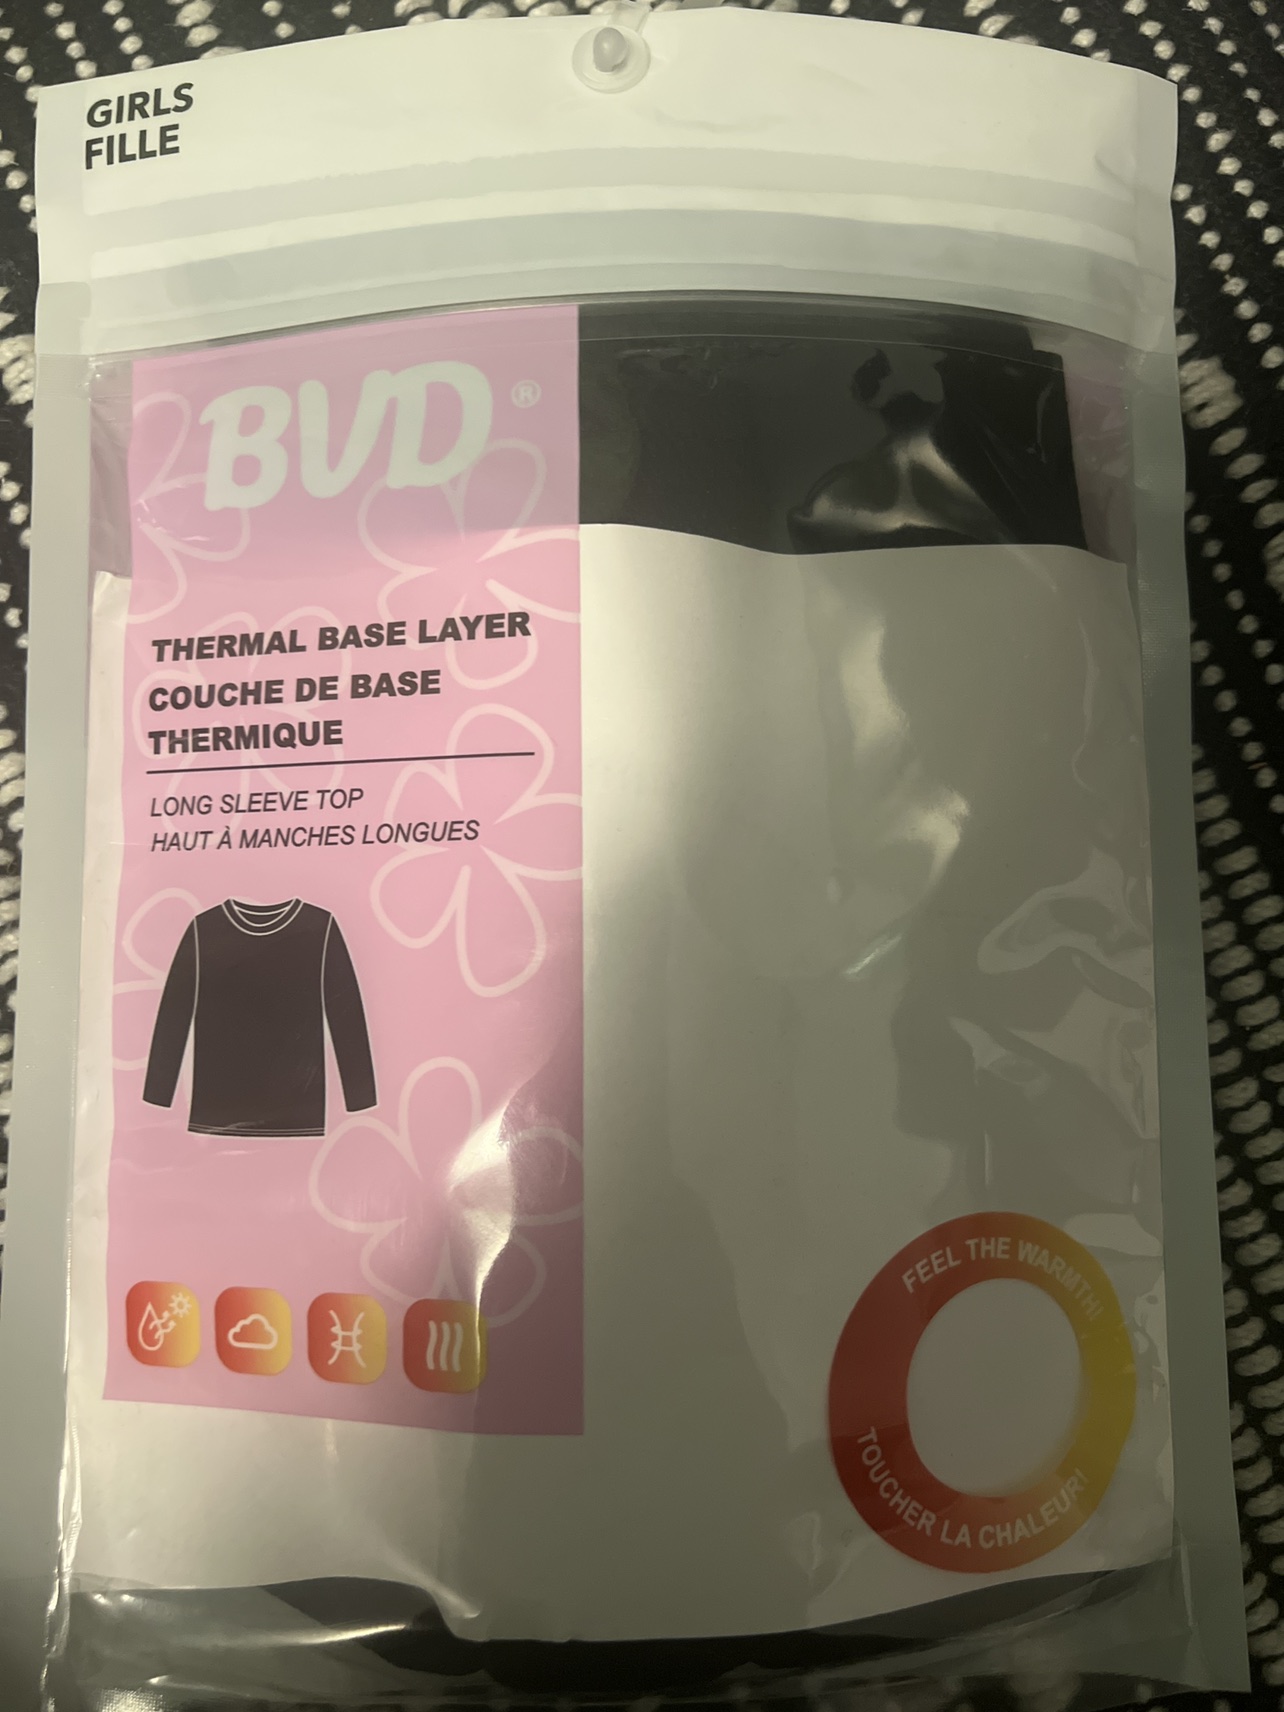 GIRLS
FILLE
BVD®
THERMAL BASE LAYER
COUCHE DE BASE
THERMIQUE
LONG SLEEVE TOP
HAUT À MANCHES LONGUES
FEEL THE WARMTH!
TOUCHER LA CHALEUR!